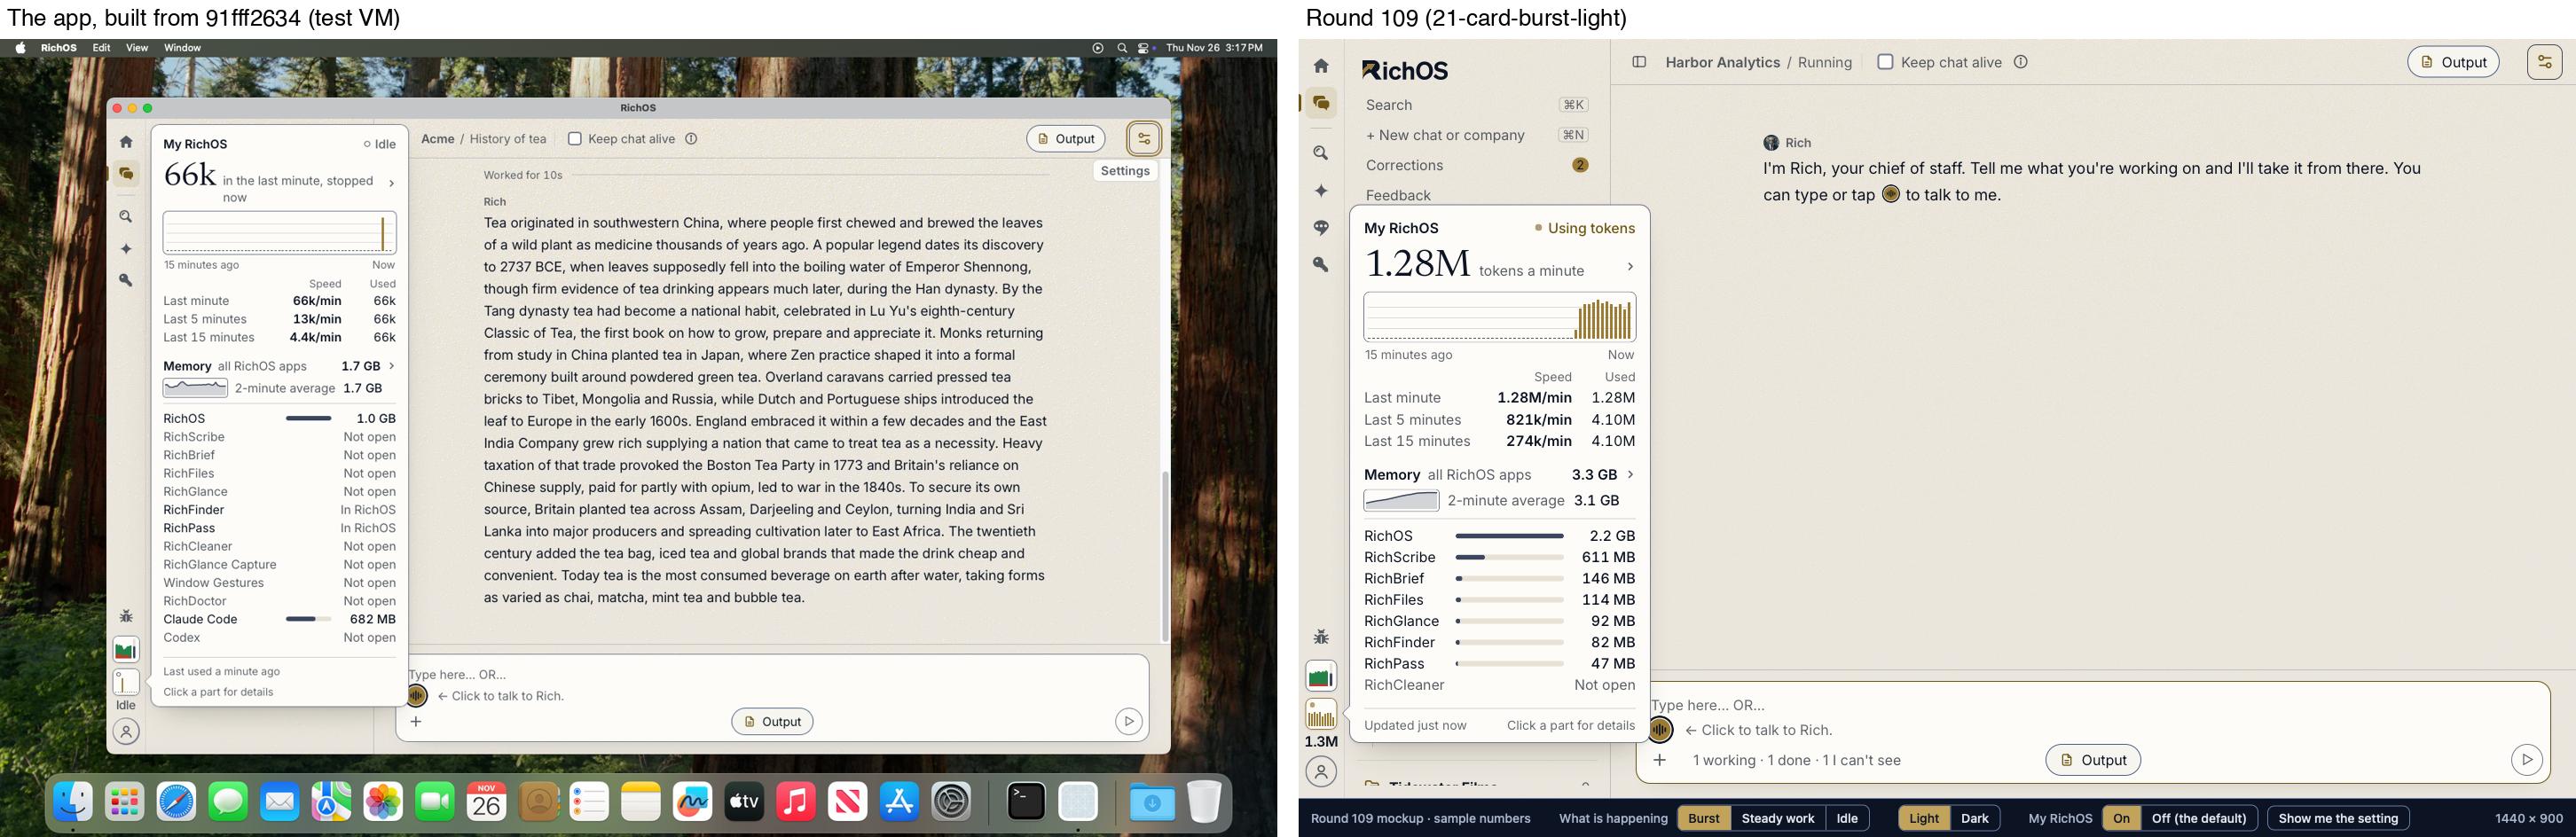 The app, built from 91fff2634 (test VM)
RichOS Edit View Window
Thu Nov 26 3:17 PM
RichOS
My RichOS
Idle
66k in the last minute, stopped now
15 minutes ago Now
Speed Used
Last minute 66k/min 66k
Last 5 minutes 13k/min 66k
Last 15 minutes 4.4k/min 66k
Memory all RichOS apps 1.7 GB
2-minute average 1.7 GB
RichOS 1.0 GB
RichScribe Not open
RichBrief Not open
RichFiles Not open
RichGlance Not open
RichFinder In RichOS
RichPass In RichOS
RichCleaner Not open
RichGlance Capture Not open
Window Gestures Not open
RichDoctor Not open
Claude Code 682 MB
Codex Not open
Last used a minute ago
Click a part for details
Idle
Acme / History of tea
Keep chat alive
Output
Settings
Worked for 10s
Rich
Tea originated in southwestern China, where people first chewed and brewed the leaves
of a wild plant as medicine thousands of years ago. A popular legend dates its discovery
to 2737 BCE, when leaves supposedly fell into the boiling water of Emperor Shennong,
though firm evidence of tea drinking appears much later, during the Han dynasty. By the
Tang dynasty tea had become a national habit, celebrated in Lu Yu's eighth-century
Classic of Tea, the first book on how to grow, prepare and appreciate it. Monks returning
from study in China planted tea in Japan, where Zen practice shaped it into a formal
ceremony built around powdered green tea. Overland caravans carried pressed tea
bricks to Tibet, Mongolia and Russia, while Dutch and Portuguese ships introduced the
leaf to Europe in the early 1600s. England embraced it within a few decades and the East
India Company grew rich supplying a nation that came to treat tea as a necessity. Heavy
taxation of that trade provoked the Boston Tea Party in 1773 and Britain's reliance on
Chinese supply, paid for partly with opium, led to war in the 1840s. To secure its own
source, Britain planted tea across Assam, Darjeeling and Ceylon, turning India and Sri
Lanka into major producers and spreading cultivation later to East Africa. The twentieth
century added the tea bag, iced tea and global brands that made the drink cheap and
convenient. Today tea is the most consumed beverage on earth after water, taking forms
as varied as chai, matcha, mint tea and bubble tea.
Type here... OR...
← Click to talk to Rich.
+
Output
NOV
26
tv
Round 109 (21-card-burst-light)
RichOS
Search ⌘K
+ New chat or company ⌘N
Corrections 2
Feedback
My RichOS
Using tokens
1.28M tokens a minute
15 minutes ago Now
Speed Used
Last minute 1.28M/min 1.28M
Last 5 minutes 821k/min 4.10M
Last 15 minutes 274k/min 4.10M
Memory all RichOS apps 3.3 GB
2-minute average 3.1 GB
RichOS 2.2 GB
RichScribe 611 MB
RichBrief 146 MB
RichFiles 114 MB
RichGlance 92 MB
RichFinder 82 MB
RichPass 47 MB
RichCleaner Not open
Updated just now Click a part for details
1.3M
Harbor Analytics / Running
Keep chat alive
Output
Rich
I'm Rich, your chief of staff. Tell me what you're working on and I'll take it from there. You
can type or tap to talk to me.
Type here... OR...
← Click to talk to Rich.
+ 1 working · 1 done · 1 I can't see
Output
Round 109 mockup · sample numbers What is happening Burst Steady work Idle Light Dark My RichOS On Off (the default) Show me the setting 1440 × 900